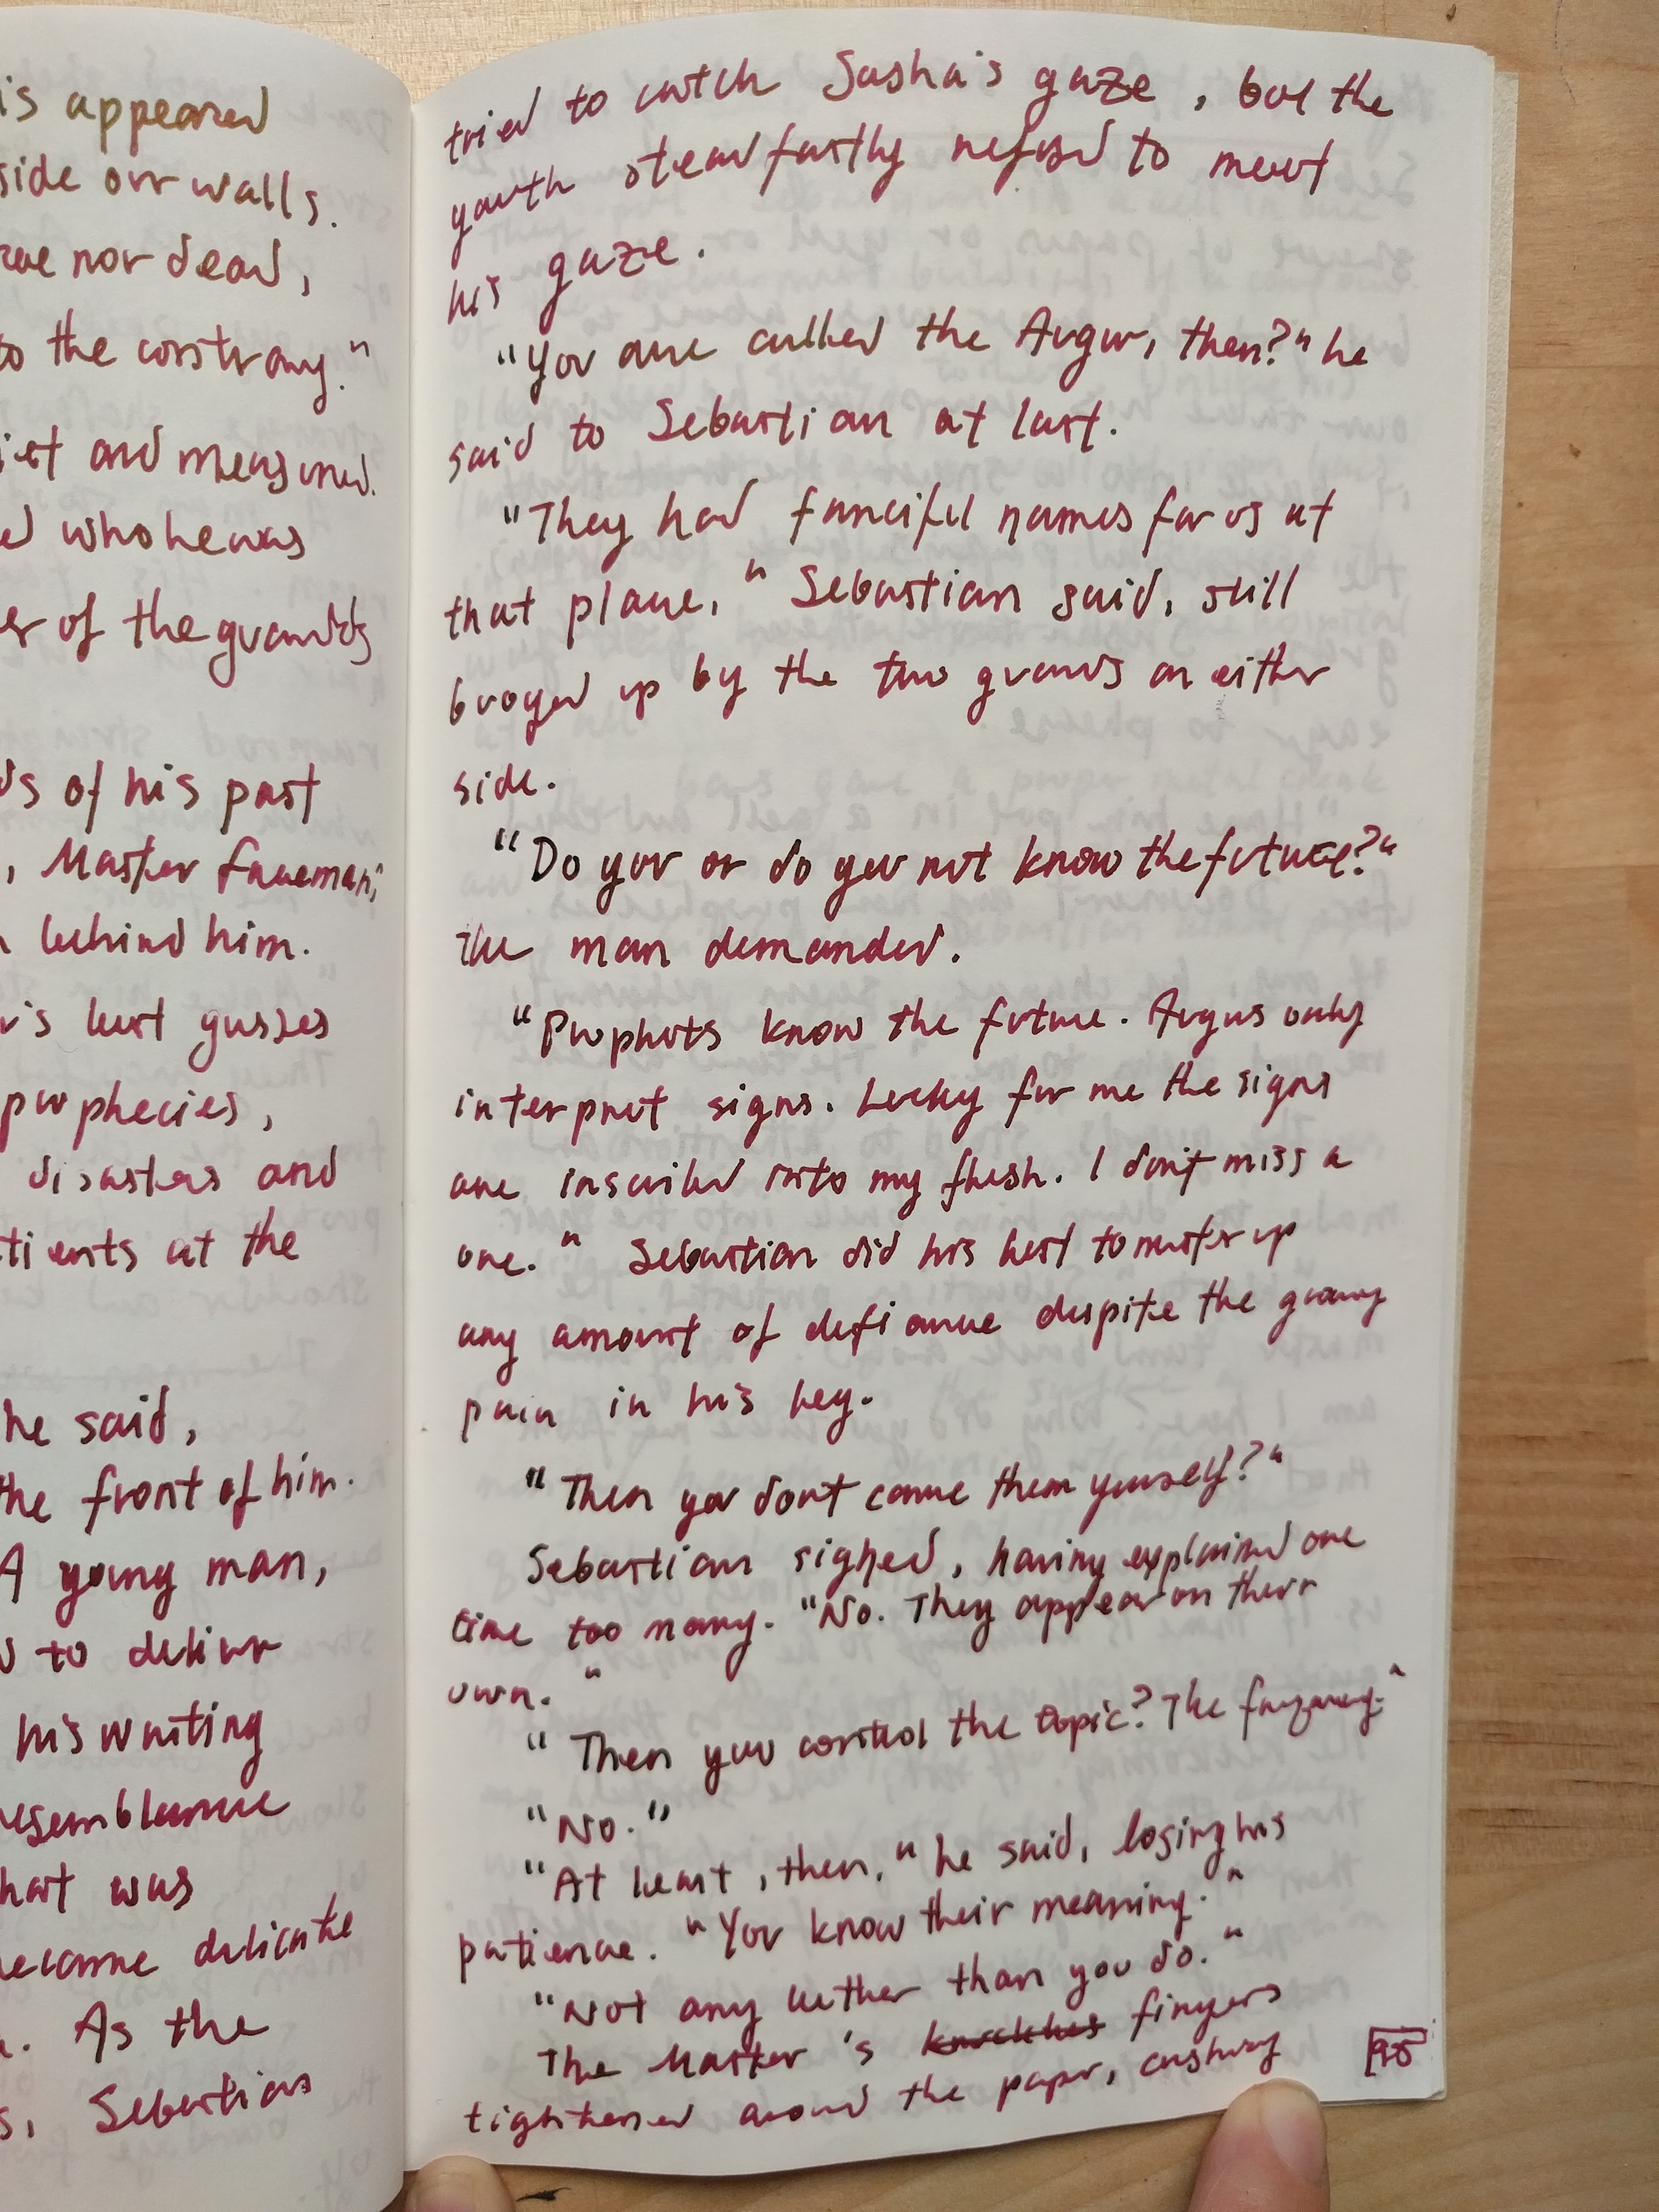 is appeared
side our walls.
rue nor dead,
to the contrary."
iet and measured.
d who he was
er of the guards
ds of his past
, Master Freeman,
behind him.
r's last gusses
prophecies,
disasters and
tients at the
he said,
the front of him.
A young man,
to deliver
his writing
resemblance
hat was
became delicate
. As the
s, Sebastian
tried to catch Sasha's gaze, but the
youth steadfastly refused to meet
his gaze.
"You are called the Augur, then?" he
said to Sebastian at last.
"They had fanciful names for us at
that place," Sebastian said, still
buoyed up by the two guards on either
side.
"Do you or do you not know the future?"
the man demanded.
"Prophets know the future. Augurs only
interpret signs. Lucky for me the signs
are inscribed into my flesh. I don't miss a
one." Sebastian did his best to muster up
any amount of defiance despite the growing
pain in his leg.
"Then you don't carve them yourself?"
Sebastian sighed, having explained one
time too many. "No. They appear on their
own."
"Then you control the topic? The frequency."
"No."
"At least, then," he said, losing his
patience. "You know their meaning."
"Not any better than you do."
The Master's knuckles fingers
tightened around the paper, crushing
95